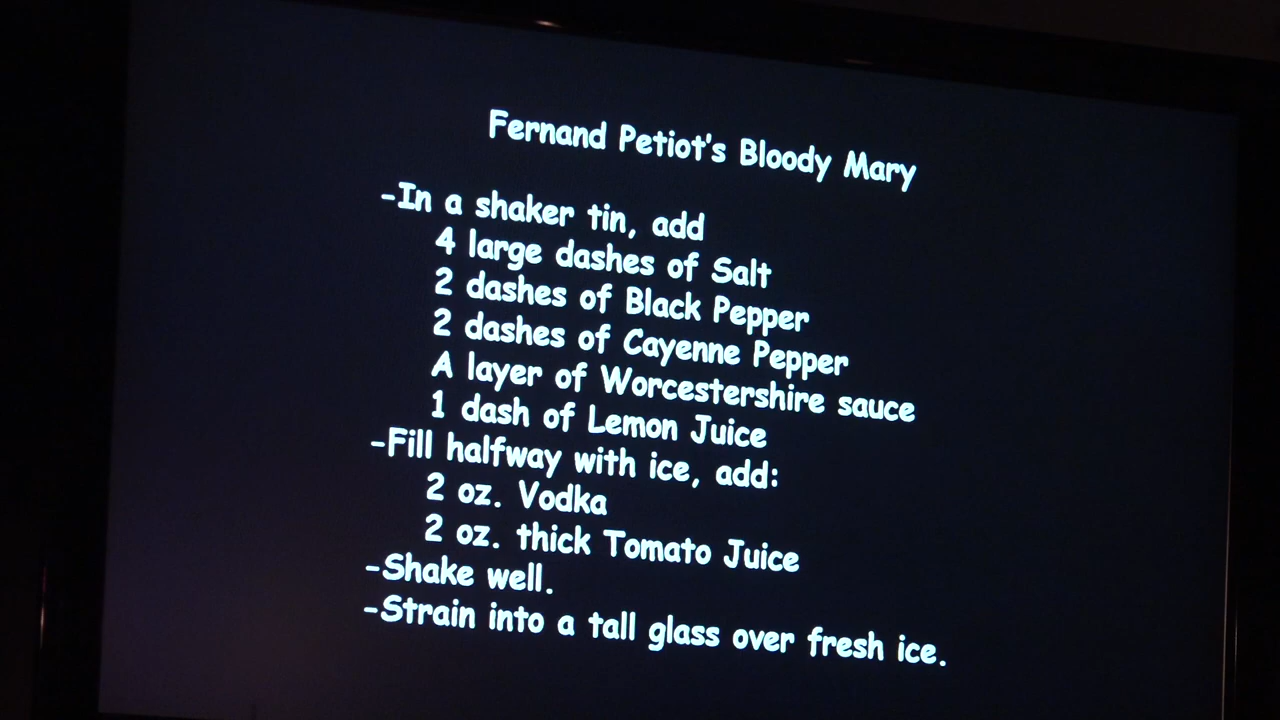 Fernand Petiot's Bloody Mary
-In a shaker tin, add
4 large dashes of Salt
2 dashes of Black Pepper
2 dashes of Cayenne Pepper
A layer of Worcestershire sauce
1 dash of Lemon Juice
-Fill halfway with ice, add:
2 oz. Vodka
2 oz. thick Tomato Juice
-Shake well.
-Strain into a tall glass over fresh ice.